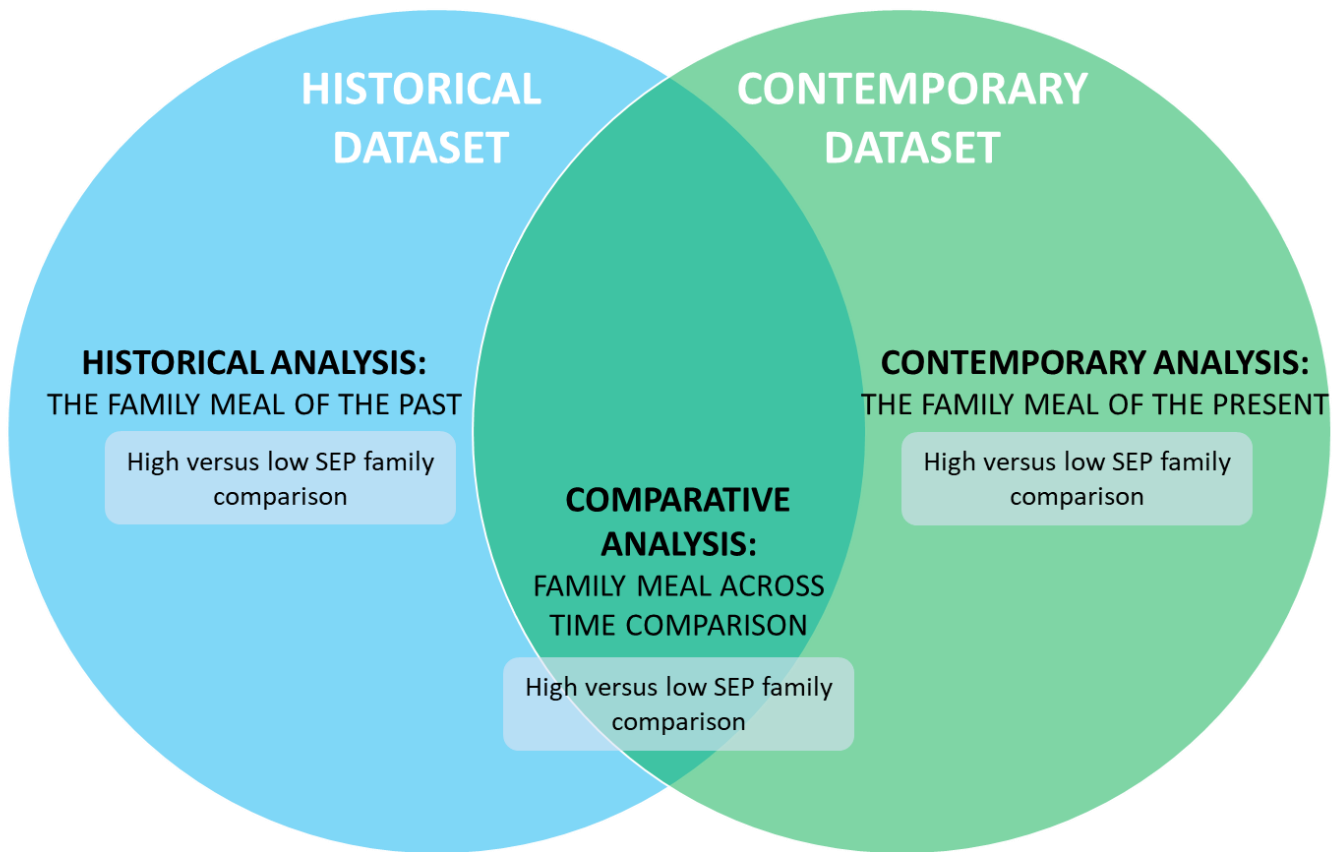 HISTORICAL
DATASET
CONTEMPORARY
DATASET
HISTORICAL ANALYSIS:
THE FAMILY MEAL OF THE PAST
High versus low SEP family
comparison
COMPARATIVE
ANALYSIS:
FAMILY MEAL ACROSS
TIME COMPARISON
High versus low SEP family
comparison
CONTEMPORARY ANALYSIS:
THE FAMILY MEAL OF THE PRESENT
High versus low SEP family
comparison